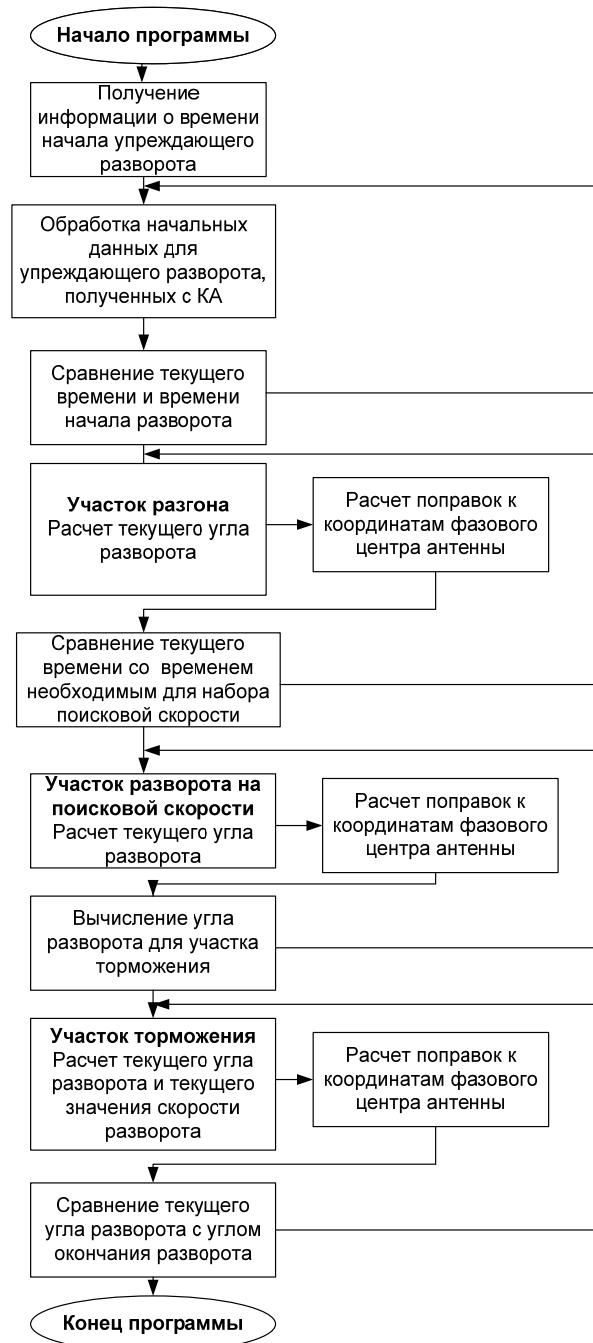 Начало программы
Получение
информации о времени
начала упреждающего
разворота
Обработка начальных
данных для
упреждающего разворота,
полученных с КА
Сравнение текущего
времени и времени
начала разворота
Участок разгона
Расчет текущего угла
разворота
Расчет поправок к
координатам фазового
центра антенны
Сравнение текущего
времени со временем
необходимым для набора
поисковой скорости
Участок разворота на
поисковой скорости
Расчет текущего угла
разворота
Расчет поправок к
координатам фазового
центра антенны
Вычисление угла
разворота для участка
торможения
Участок торможения
Расчет текущего угла
разворота и текущего
значения скорости
разворота
Расчет поправок к
координатам фазового
центра антенны
Сравнение текущего
угла разворота с углом
окончания разворота
Конец программы